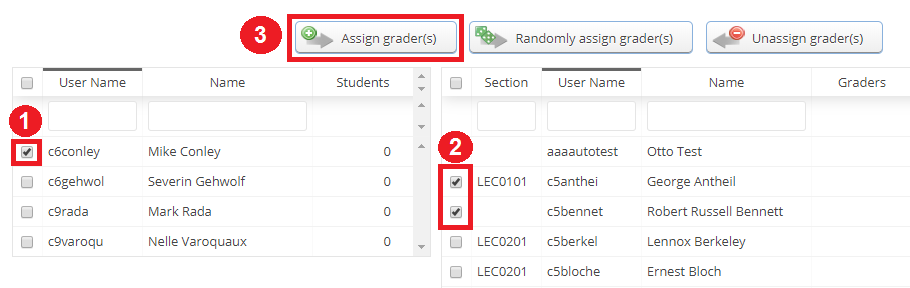 3 Assign grader(s) Randomly assign grader(s) Unassign grader(s)
User Name Name Students Section User Name Name Graders
1
c6conley Mike Conley 0 2 aaaautotest Otto Test
c6gehwol Severin Gehwolf 0 LEC0101 c5anthei George Antheil
c9rada Mark Rada 0 c5bennet Robert Russell Bennett
c9varoqu Nelle Varoquaux 0 LEC0201 c5berkel Lennox Berkeley
LEC0201 c5bloche Ernest Bloch